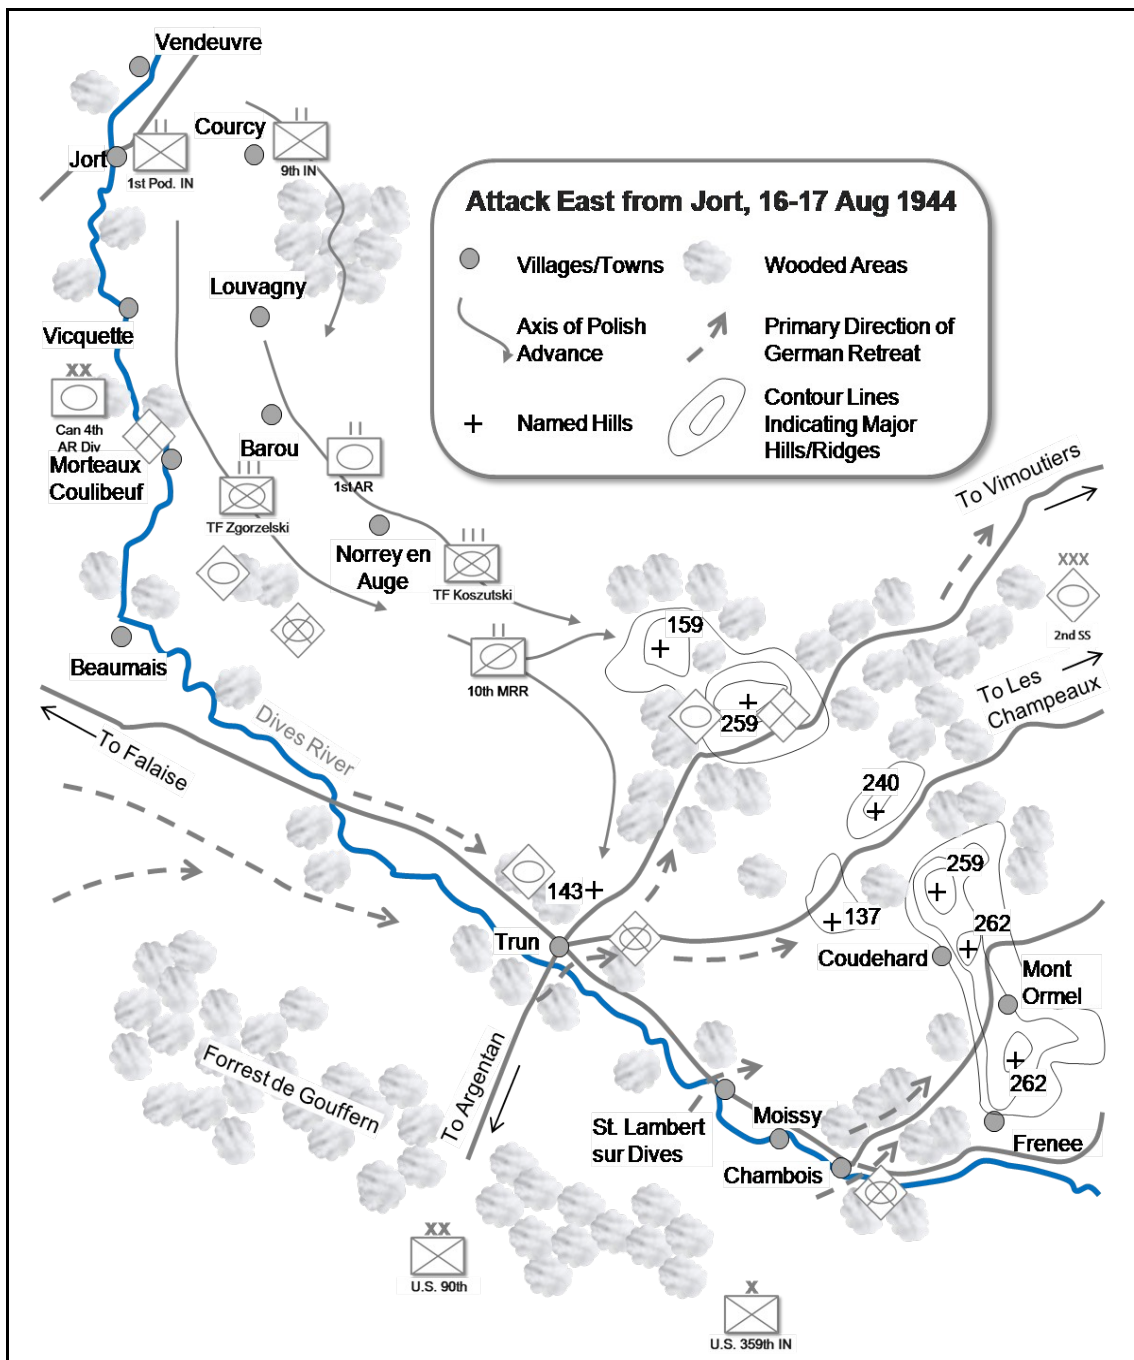 Vendeuvre
Courcy
Jort
1st Pod. IN
9th IN
Attack East from Jort, 16-17 Aug 1944
Villages/Towns
Wooded Areas
Axis of Polish
Advance
Primary Direction of
German Retreat
Named Hills
Contour Lines
Indicating Major
Hills/Ridges
Louvagny
Vicquette
XX
Can 4th
AR Div
Barou
Morteaux
Coulibeuf
1st AR
TF Zgorzelski
Norrey en
Auge
TF Koszutski
To Vimoutiers
XXX
2nd SS
Beaumais
10th MRR
159
259
To Les
Champeaux
Dives River
To Falaise
240
143
259
137
262
Trun
Coudehard
Mont
Ormel
Forrest de Gouffern
To Argentan
262
St. Lambert
sur Dives
Moissy
Frenee
Chambois
XX
U.S. 90th
X
U.S. 359th IN